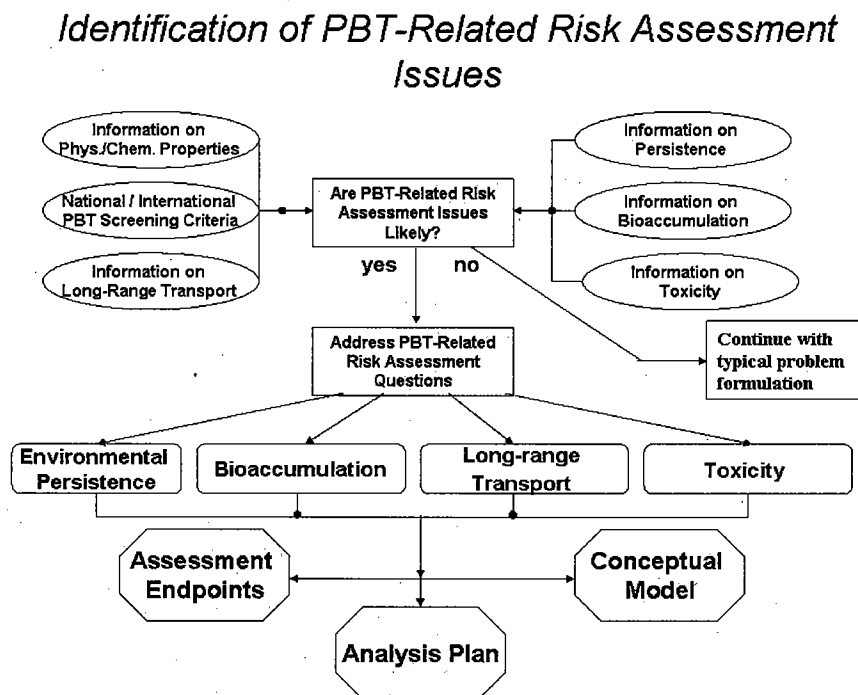 Identification of PBT-Related Risk Assessment
Issues
Information on
Phys./Chem. Properties
National / International
PBT Screening Criteria
Information on
Long-Range Transport
Are PBT-Related Risk
Assessment Issues
Likely?
Information on
Persistence
Information on
Bioaccumulation
Information on
Toxicity
yes
no
Address PBT-Related
Risk Assessment
Questions
Continue with
typical problem
formulation
Environmental
Persistence
Bioaccumulation
Long-range
Transport
Toxicity
Assessment
Endpoints
Conceptual
Model
Analysis Plan